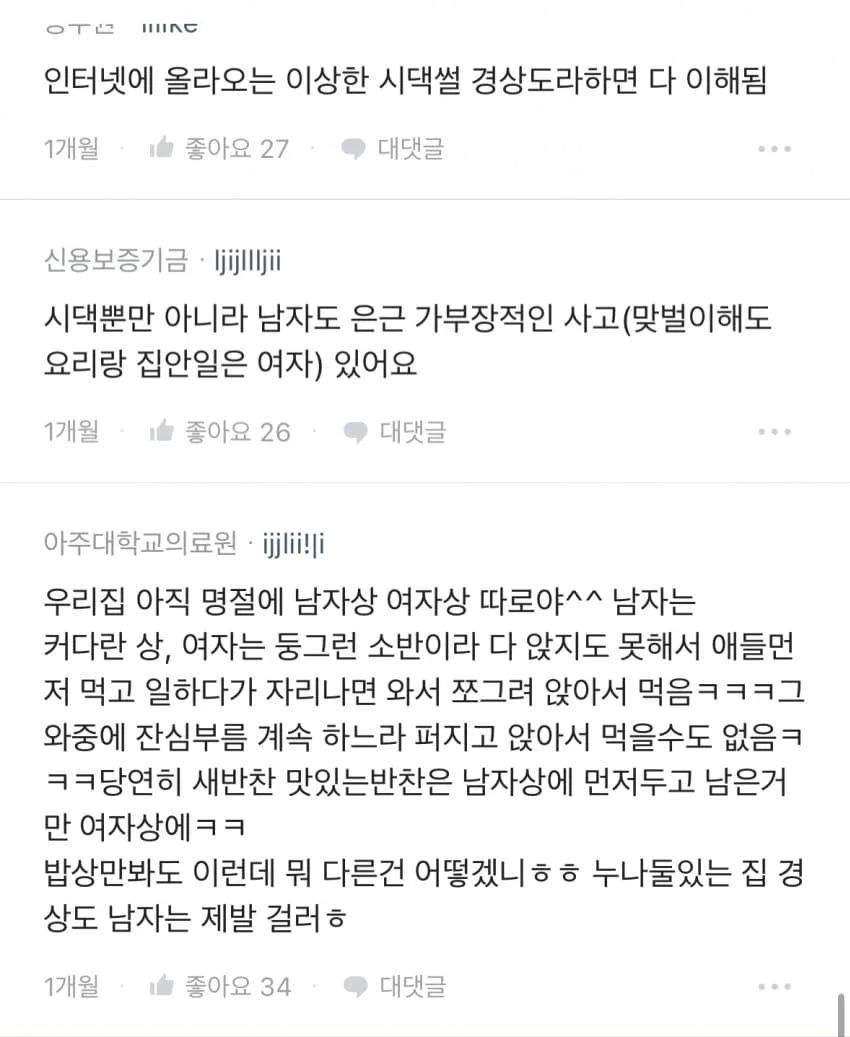 인터넷에 올라오는 이상한 시댁썰 경상도라하면 다 이해됨
1개월 · 좋아요 27 · 대댓글
신용보증기금 · ljijllljii
시댁뿐만 아니라 남자도 은근 가부장적인 사고(맞벌이해도
요리랑 집안일은 여자) 있어요
1개월 · 좋아요 26 · 대댓글
아주대학교의료원 · ijjlii!|i
우리집 아직 명절에 남자상 여자상 따로야^^ 남자는
커다란 상, 여자는 둥그런 소반이라 다 앉지도 못해서 애들먼
저 먹고 일하다가 자리나면 와서 쪼그려 앉아서 먹음ㅋㅋㅋ그
와중에 잔심부름 계속 하느라 퍼지고 앉아서 먹을수도 없음ㅋ
ㅋㅋ당연히 새반찬 맛있는반찬은 남자상에 먼저두고 남은거
만 여자상에ㅋㅋ
밥상만봐도 이런데 뭐 다른건 어떻겠니ㅎㅎ 누나둘있는 집 경
상도 남자는 제발 걸러ㅎ
1개월 · 좋아요 34 · 대댓글